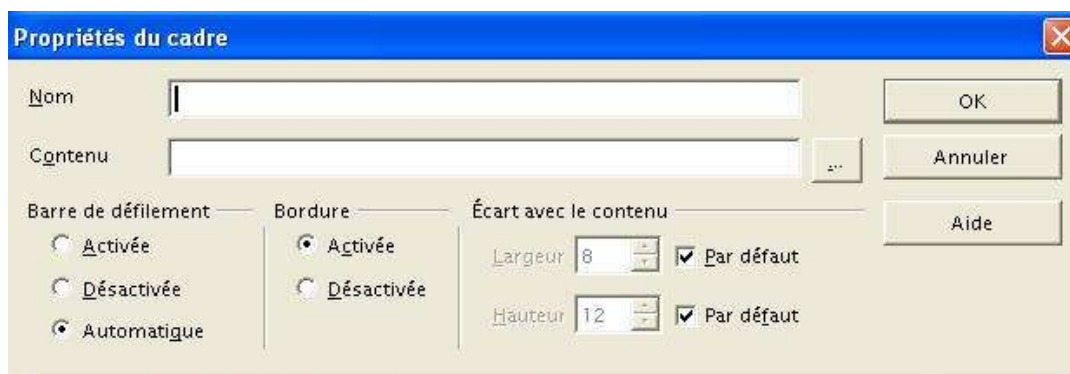 Propriétés du cadre
Nom
OK
Contenu
...
Annuler
Barre de défilement
Bordure
Écart avec le contenu
Aide
Activée
Activée
Largeur 8
Par défaut
Désactivée
Désactivée
Hauteur 12
Par défaut
Automatique